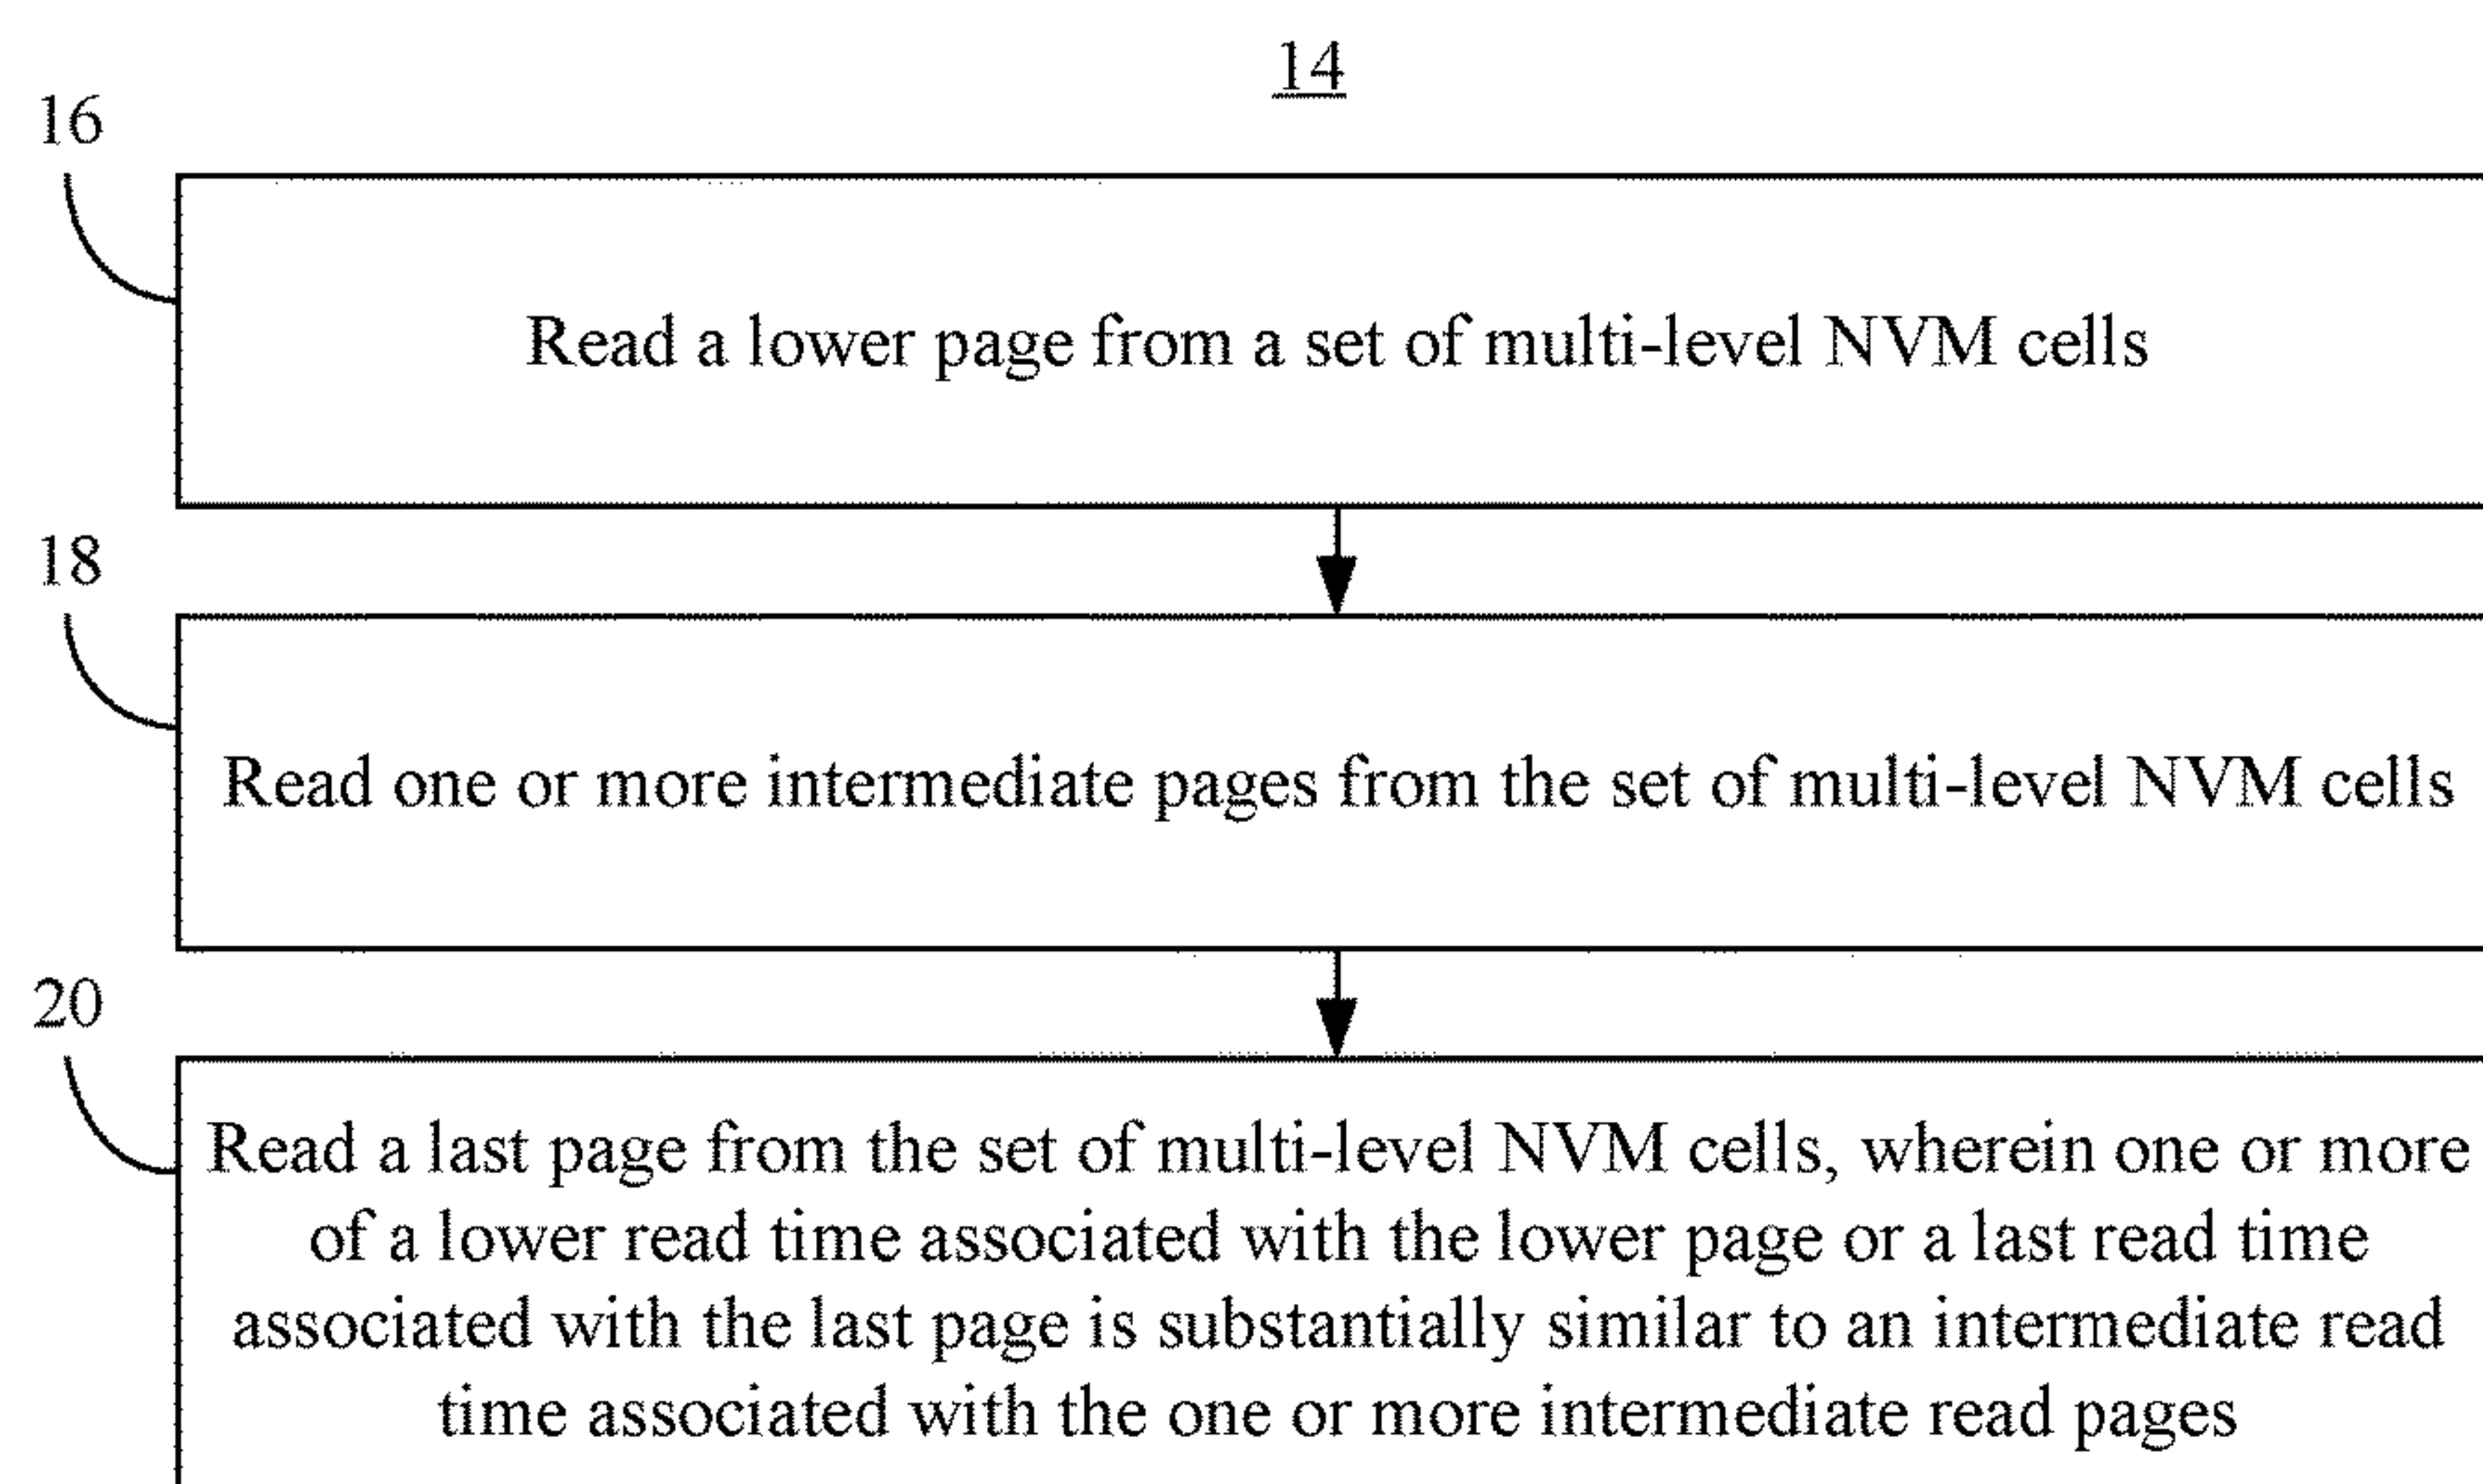 14
16
Read a lower page from a set of multi-level NVM cells
18
Read one or more intermediate pages from the set of multi-level NVM cells
20
Read a last page from the set of multi-level NVM cells, wherein one or more
of a lower read time associated with the lower page or a last read time
associated with the last page is substantially similar to an intermediate read
time associated with the one or more intermediate read pages